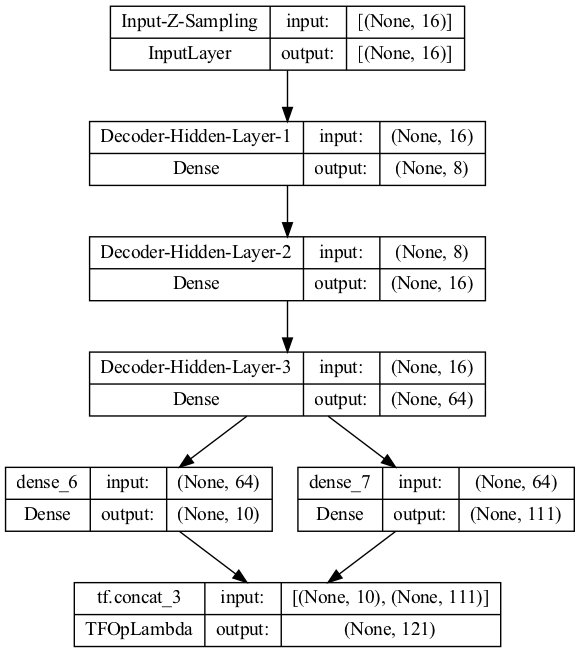 Input-Z-Sampling input: [(None, 16)]
InputLayer output: [(None, 16)]
Decoder-Hidden-Layer-1 input: (None, 16)
Dense output: (None, 8)
Decoder-Hidden-Layer-2 input: (None, 8)
Dense output: (None, 16)
Decoder-Hidden-Layer-3 input: (None, 16)
Dense output: (None, 64)
dense_6 input: (None, 64)
Dense output: (None, 10)
dense_7 input: (None, 64)
Dense output: (None, 111)
tf.concat_3 input: [(None, 10), (None, 111)]
TFOpLambda output: (None, 121)